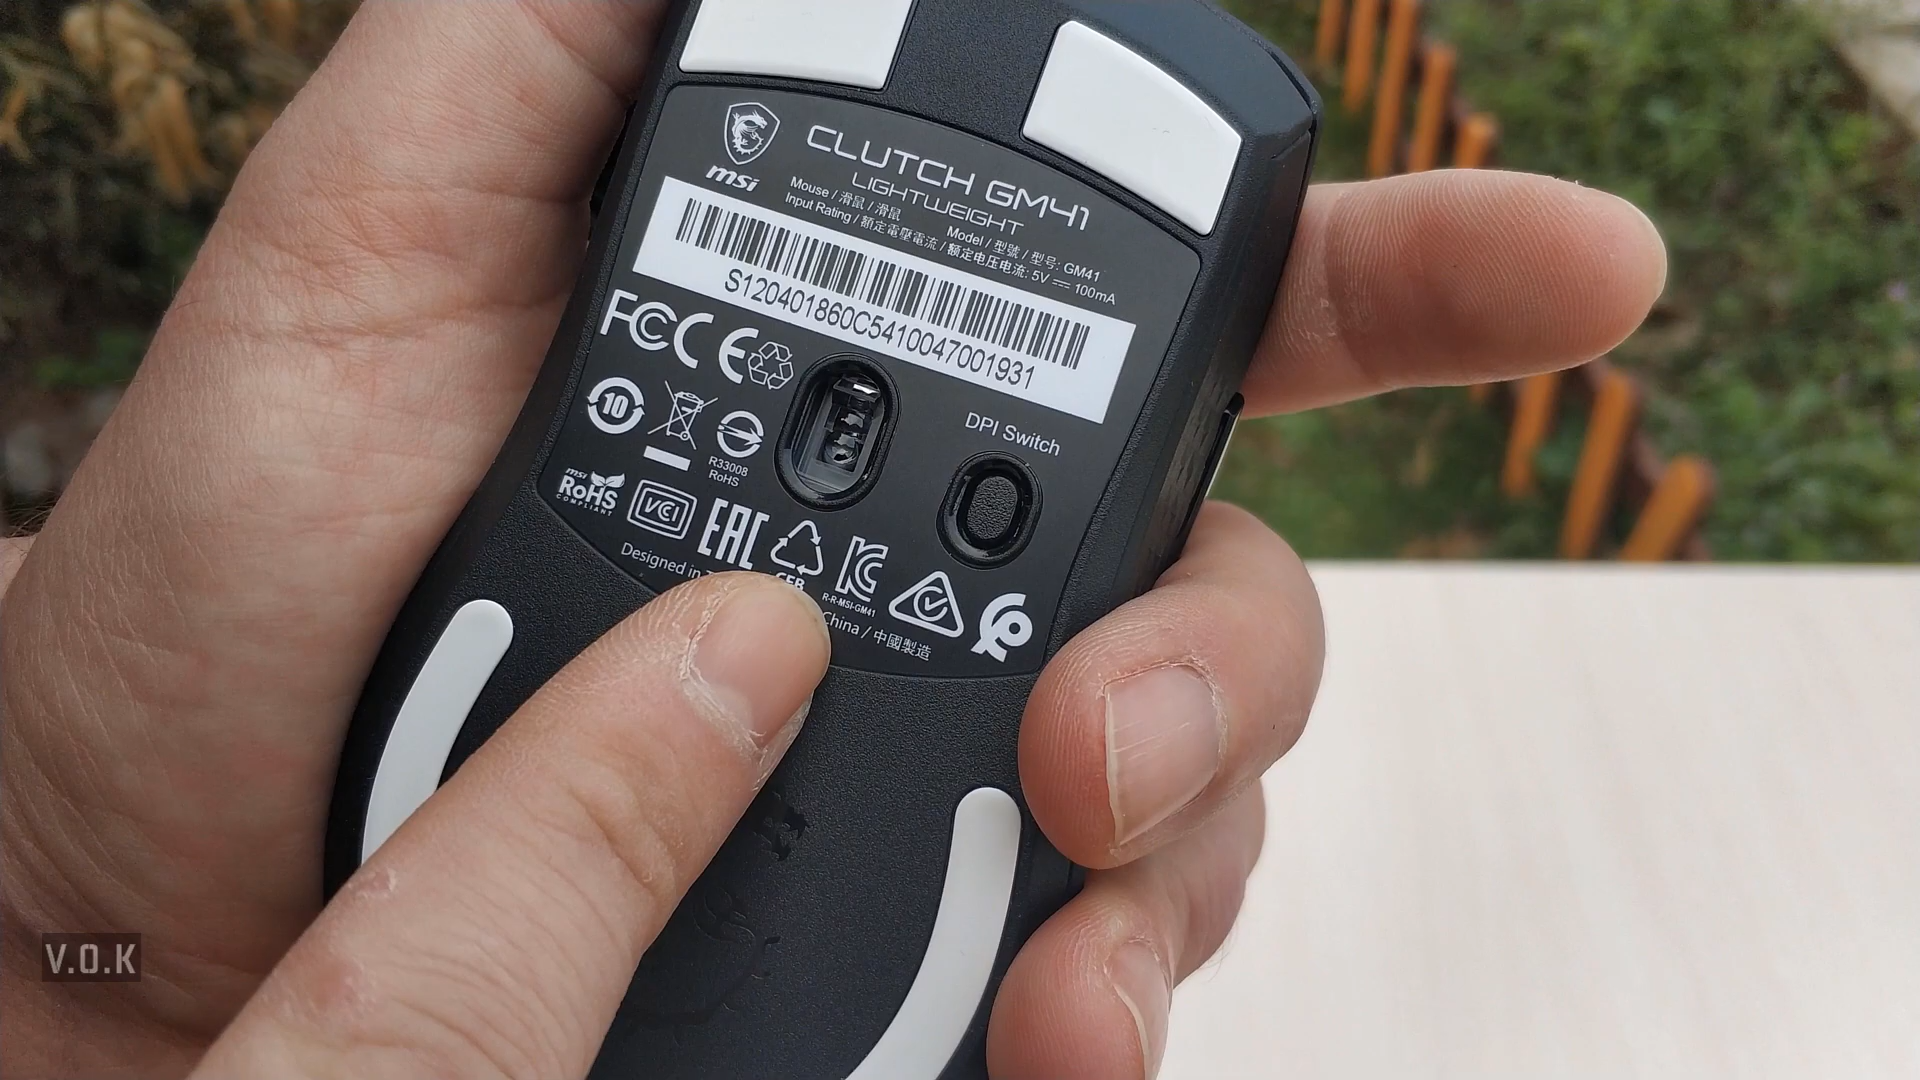 msi
CLUTCH GM41
LIGHTWEIGHT
Mouse / 滑鼠 / 滑鼠 Model / 型號 / 型号: GM41
Input Rating / 額定電壓電流 / 额定电压电流: 5V ⎓ 100mA
S120401860C5410047001931
FCC CE
DPI Switch
10
R33008
RoHS
msi
RoHS
COMPLIANT
VCI
EAC
KC
R-R-MSI-GM41
Designed in
China / 中國製造
V.O.K